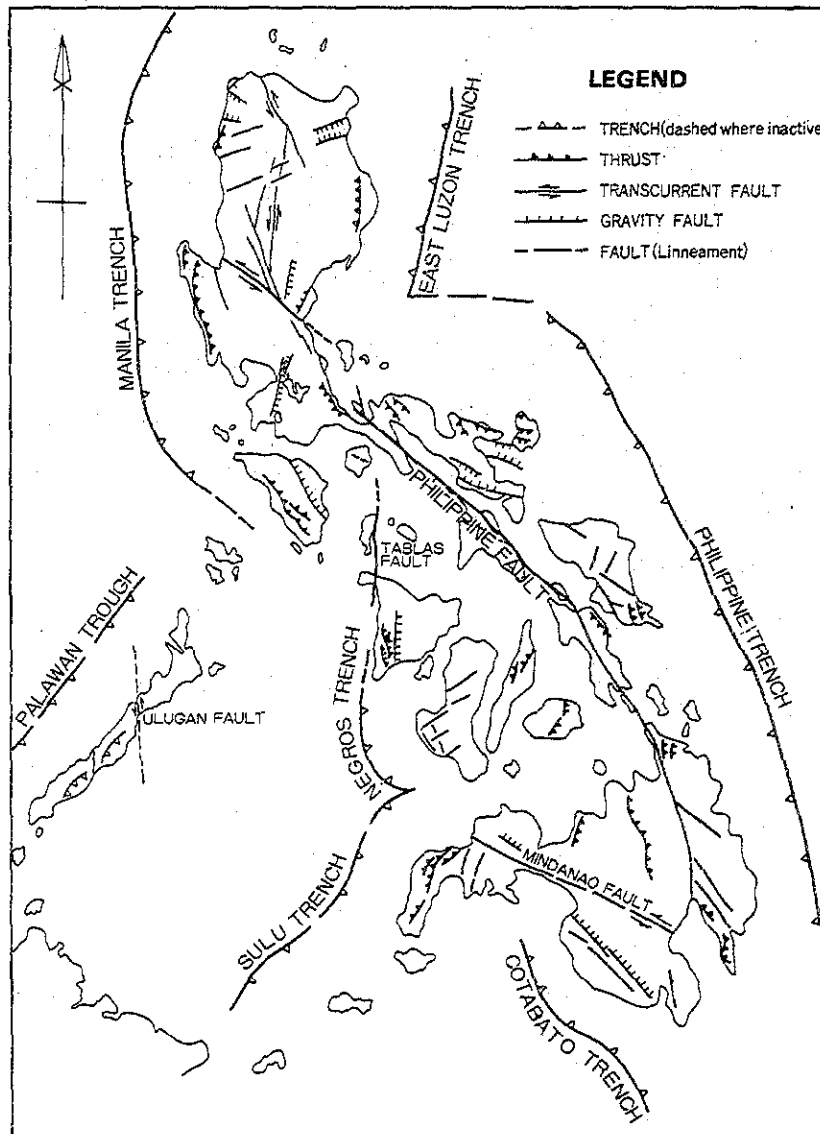 LEGEND
TRENCH(dashed where inactive
THRUST
TRANSCURRENT FAULT
GRAVITY FAULT
FAULT(Linneament)
EAST LUZON TRENCH
MANILA TRENCH
PHILIPPINE FAULT
TABLAS
FAULT
PHILIPPINE TRENCH
PALAWAN TROUGH
ULUGAN FAULT
NEGROS TRENCH
MINDANAO FAULT
SULU TRENCH
COTABATO TRENCH